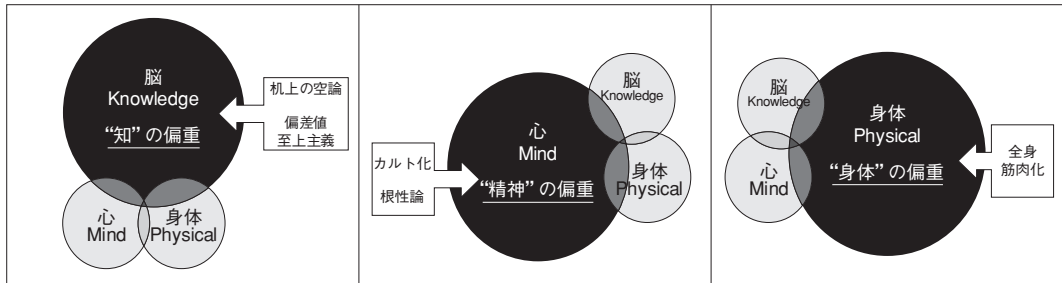 脳
Knowledge
“知”の偏重
机上の空論
偏差値
至上主義
心
Mind
身体
Physical
脳
Knowledge
心
Mind
“精神”の偏重
カルト化
根性論
身体
Physical
脳
Knowledge
心
Mind
身体
Physical
“身体”の偏重
全身
筋肉化